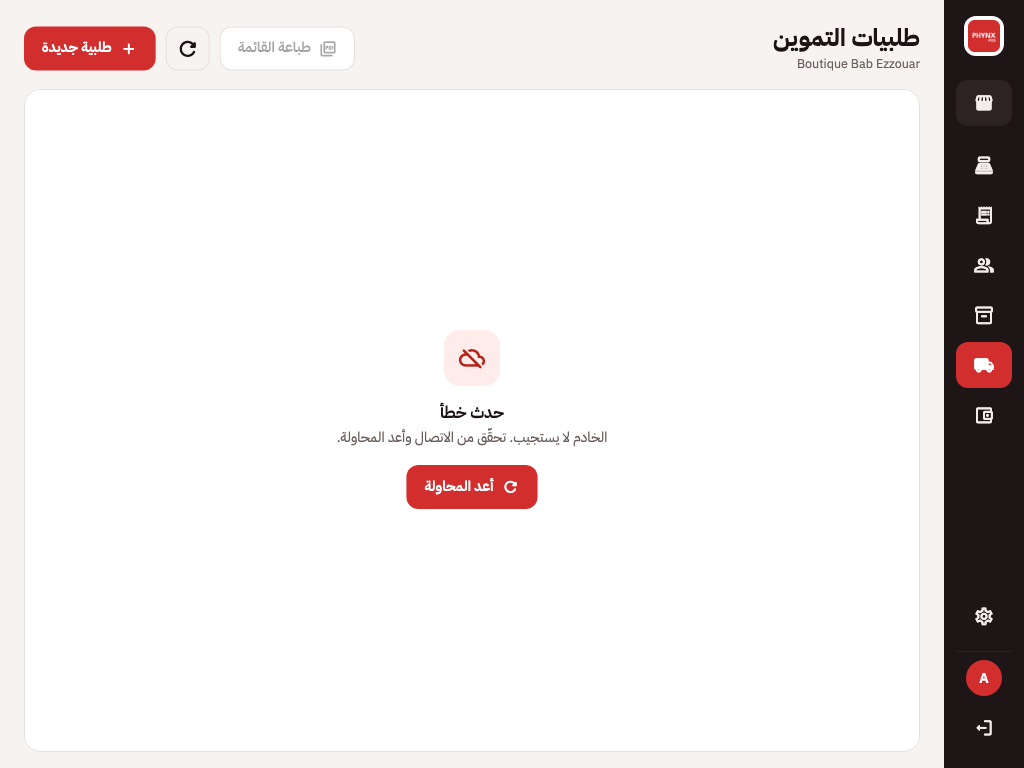 PHYNX
طلبيات التموين
Boutique Bab Ezzouar
طباعة القائمة
طلبية جديدة
حدث خطأ
الخادم لا يستجيب. تحقّق من الاتصال وأعد المحاولة.
أعد المحاولة
A